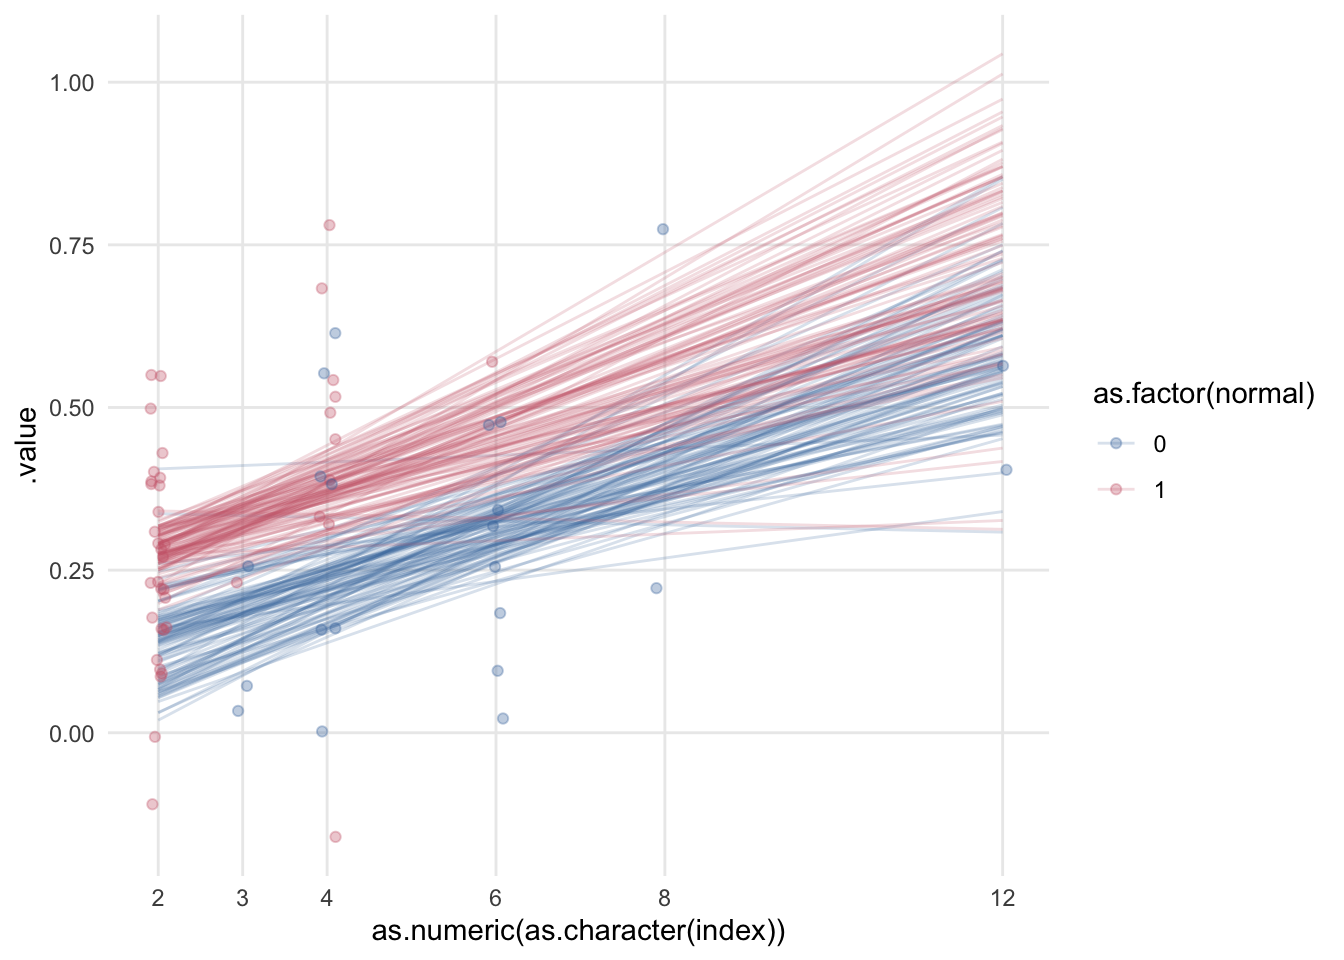 1.00
0.75
0.50
0.25
0.00
.value
2 3 4 6 8 12
as.numeric(as.character(index))
as.factor(normal)
0
1